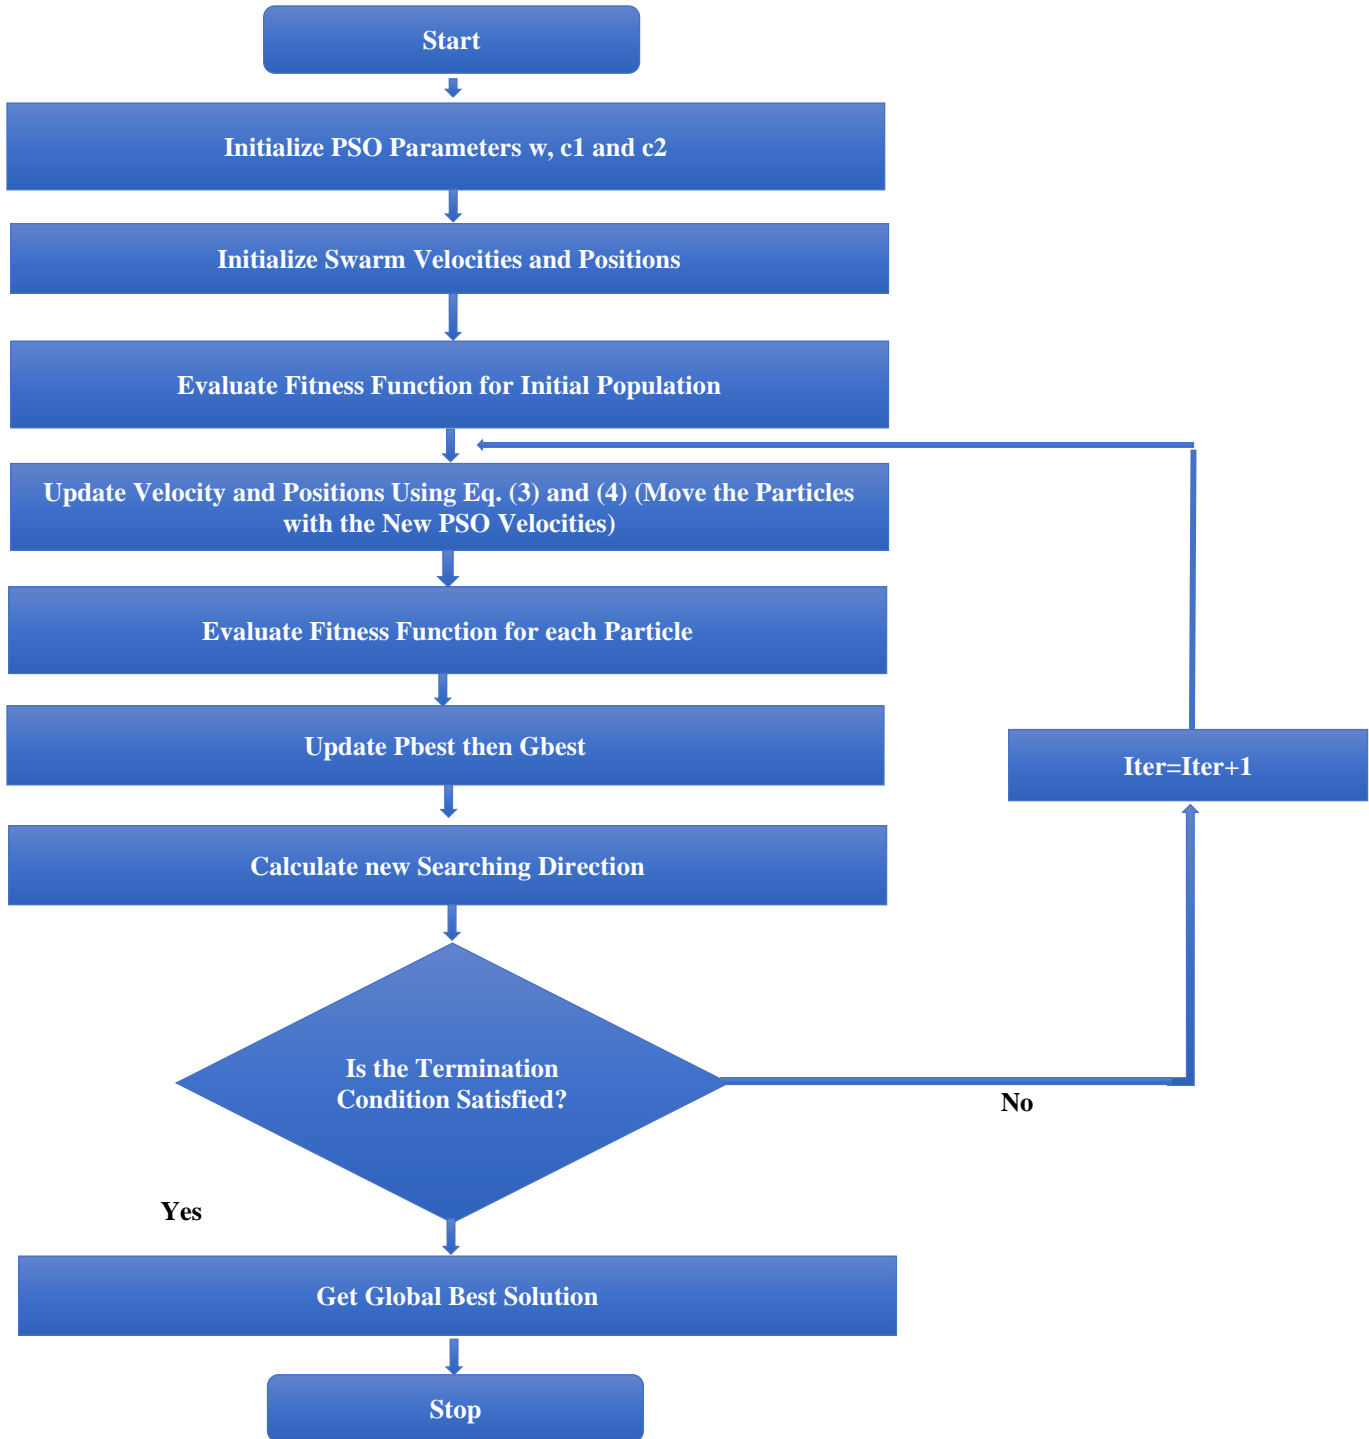 Start
Initialize PSO Parameters w, c1 and c2
Initialize Swarm Velocities and Positions
Evaluate Fitness Function for Initial Population
Update Velocity and Positions Using Eq. (3) and (4) (Move the Particles
with the New PSO Velocities)
Evaluate Fitness Function for each Particle
Update Pbest then Gbest
Iter=Iter+1
Calculate new Searching Direction
Is the Termination
Condition Satisfied?
No
Yes
Get Global Best Solution
Stop